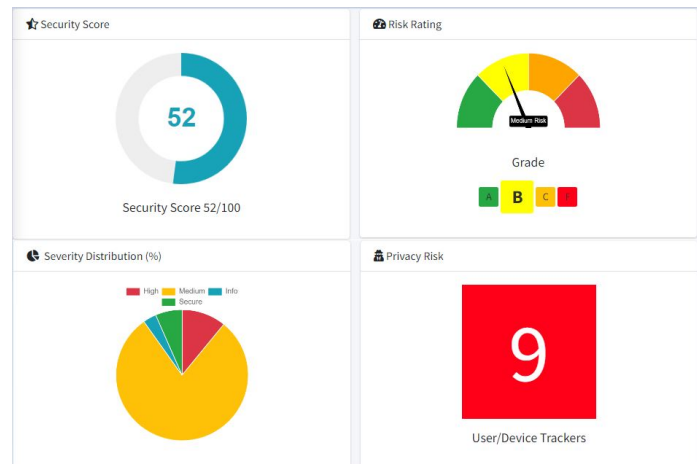 Security Score
52
Security Score 52/100
Risk Rating
Medium Risk
Grade
A B C F
Severity Distribution (%)
High Medium Info
Secure
Privacy Risk
9
User/Device Trackers